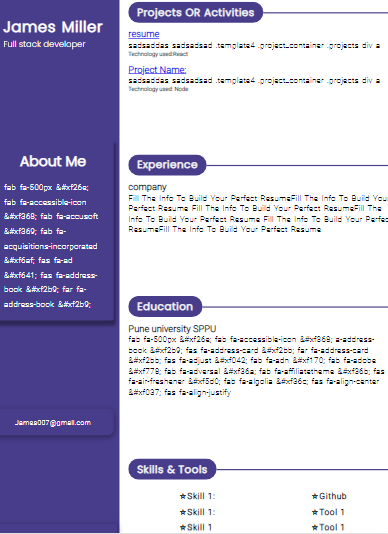 James Miller
Full stack developer
About Me
fab fa-500px &#xf26e;
fab fa-accessible-icon
&#xf368; fab fa-accusoft
&#xf369; fab fa-
acquisitions-incorporated
&#xf6af; fas fa-ad
&#xf641; fas fa-address-
book &#xf2b9; far fa-
address-book &#xf2b9;
James007@gmail.com
Projects OR Activities
resume
sadsaddas sadsadsad .template4 .project_container .projects div a
Technology used:React
Project Name:
sadsaddas sadsadsad .template4 .project_container .projects div a
Technology used: Node
Experience
company
Fill The Info To Build Your Perfect ResumeFill The Info To Build Your
Perfect Resume Fill The Info To Build Your Perfect ResumeFill The
Info To Build Your Perfect Resume Fill The Info To Build Your Perfect
ResumeFill The Info To Build Your Perfect Resume
Education
Pune university SPPU
fab fa-500px &#xf26e; fab fa-accessible-icon &#xf368; a-address-
book &#xf2b9; fas fa-address-card &#xf2bb; far fa-address-card
&#xf2bb; fas fa-adjust &#xf042; fab fa-adn &#xf170; fab fa-adobe
&#xf778; fab fa-adversal &#xf36a; fab fa-affiliatetheme &#xf36b; fas
fa-air-freshener &#xf5d0; fab fa-algolia &#xf36c; fas fa-align-center
&#xf037; fas fa-align-justify
Skills & Tools
★Skill 1: ★Github
★Skill 1: ★Tool 1
★Skill 1 ★Tool 1